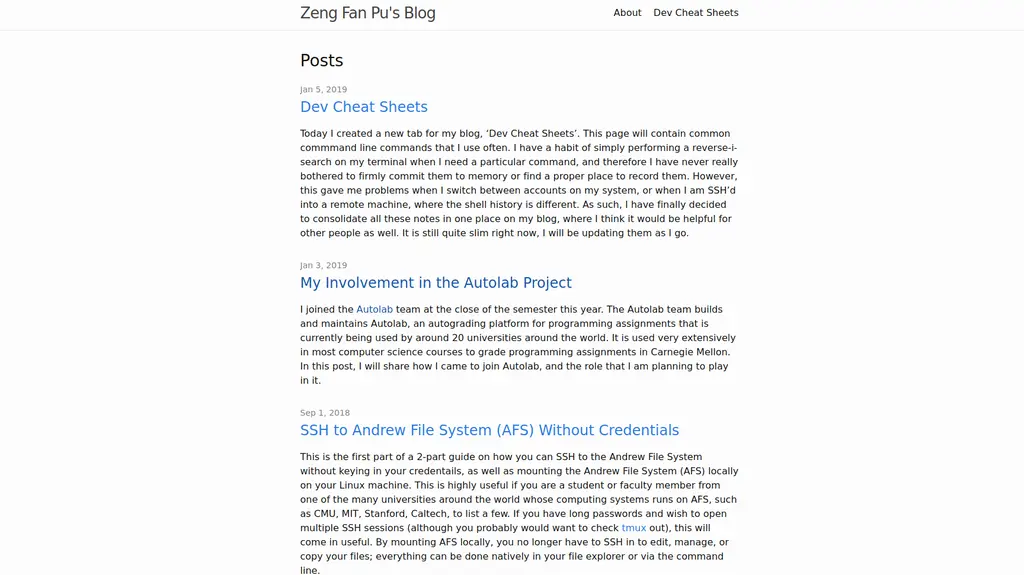 Zeng Fan Pu's Blog
About Dev Cheat Sheets
Posts
Jan 5, 2019
Dev Cheat Sheets
Today I created a new tab for my blog, ‘Dev Cheat Sheets’. This page will contain common
commmand line commands that I use often. I have a habit of simply performing a reverse-i-
search on my terminal when I need a particular command, and therefore I have never really
bothered to firmly commit them to memory or find a proper place to record them. However,
this gave me problems when I switch between accounts on my system, or when I am SSH’d
into a remote machine, where the shell history is different. As such, I have finally decided
to consolidate all these notes in one place on my blog, where I think it would be helpful for
other people as well. It is still quite slim right now, I will be updating them as I go.
Jan 3, 2019
My Involvement in the Autolab Project
I joined the Autolab team at the close of the semester this year. The Autolab team builds
and maintains Autolab, an autograding platform for programming assignments that is
currently being used by around 20 universities around the world. It is used very extensively
in most computer science courses to grade programming assignments in Carnegie Mellon.
In this post, I will share how I came to join Autolab, and the role that I am planning to play
in it.
Sep 1, 2018
SSH to Andrew File System (AFS) Without Credentials
This is the first part of a 2-part guide on how you can SSH to the Andrew File System
without keying in your credentails, as well as mounting the Andrew File System (AFS) locally
on your Linux machine. This is highly useful if you are a student or faculty member from
one of the many universities around the world whose computing systems runs on AFS, such
as CMU, MIT, Stanford, Caltech, to list a few. If you have long passwords and wish to open
multiple SSH sessions (although you probably would want to check tmux out), this will
come in useful. By mounting AFS locally, you no longer have to SSH in to edit, manage, or
copy your files; everything can be done natively in your file explorer or via the command
line.